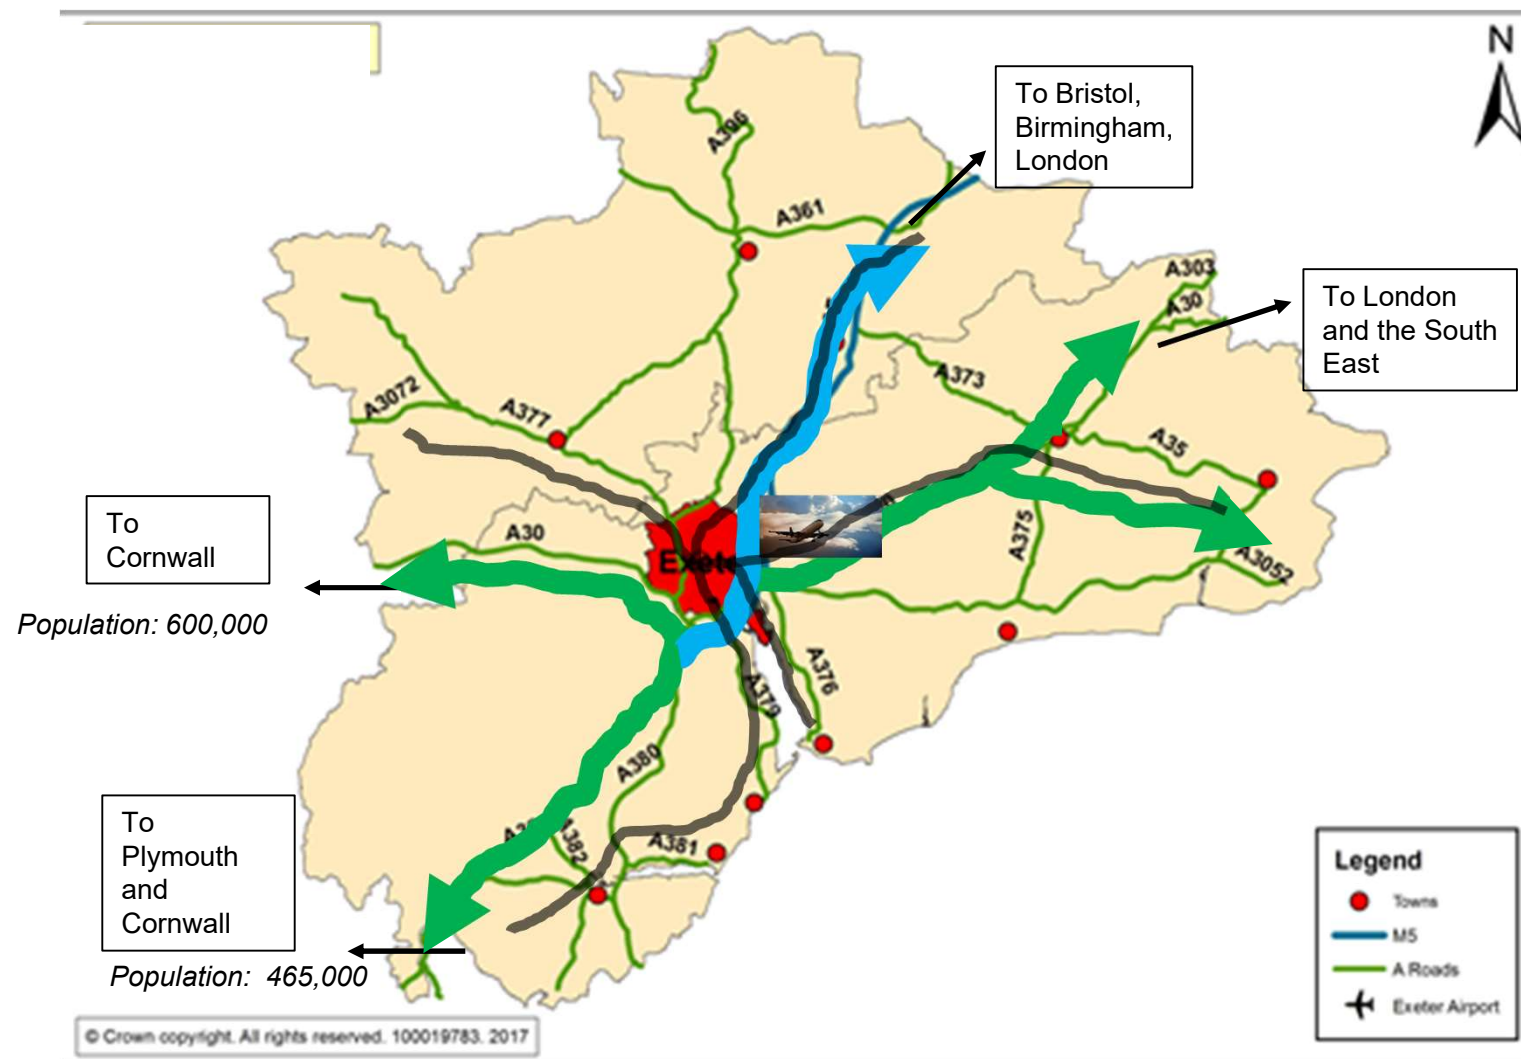 N
To Bristol,
Birmingham,
London
A396
A361
A303
A30
To London
and the South
East
A373
A3072
A377
A35
To
Cornwall
A30
A375
A3052
Population: 600,000
A376
A379
A380
To
Plymouth
and
Cornwall
A382
A381
Population: 465,000
Legend
Towns
M5
A Roads
Exeter Airport
© Crown copyright. All rights reserved. 100019783. 2017